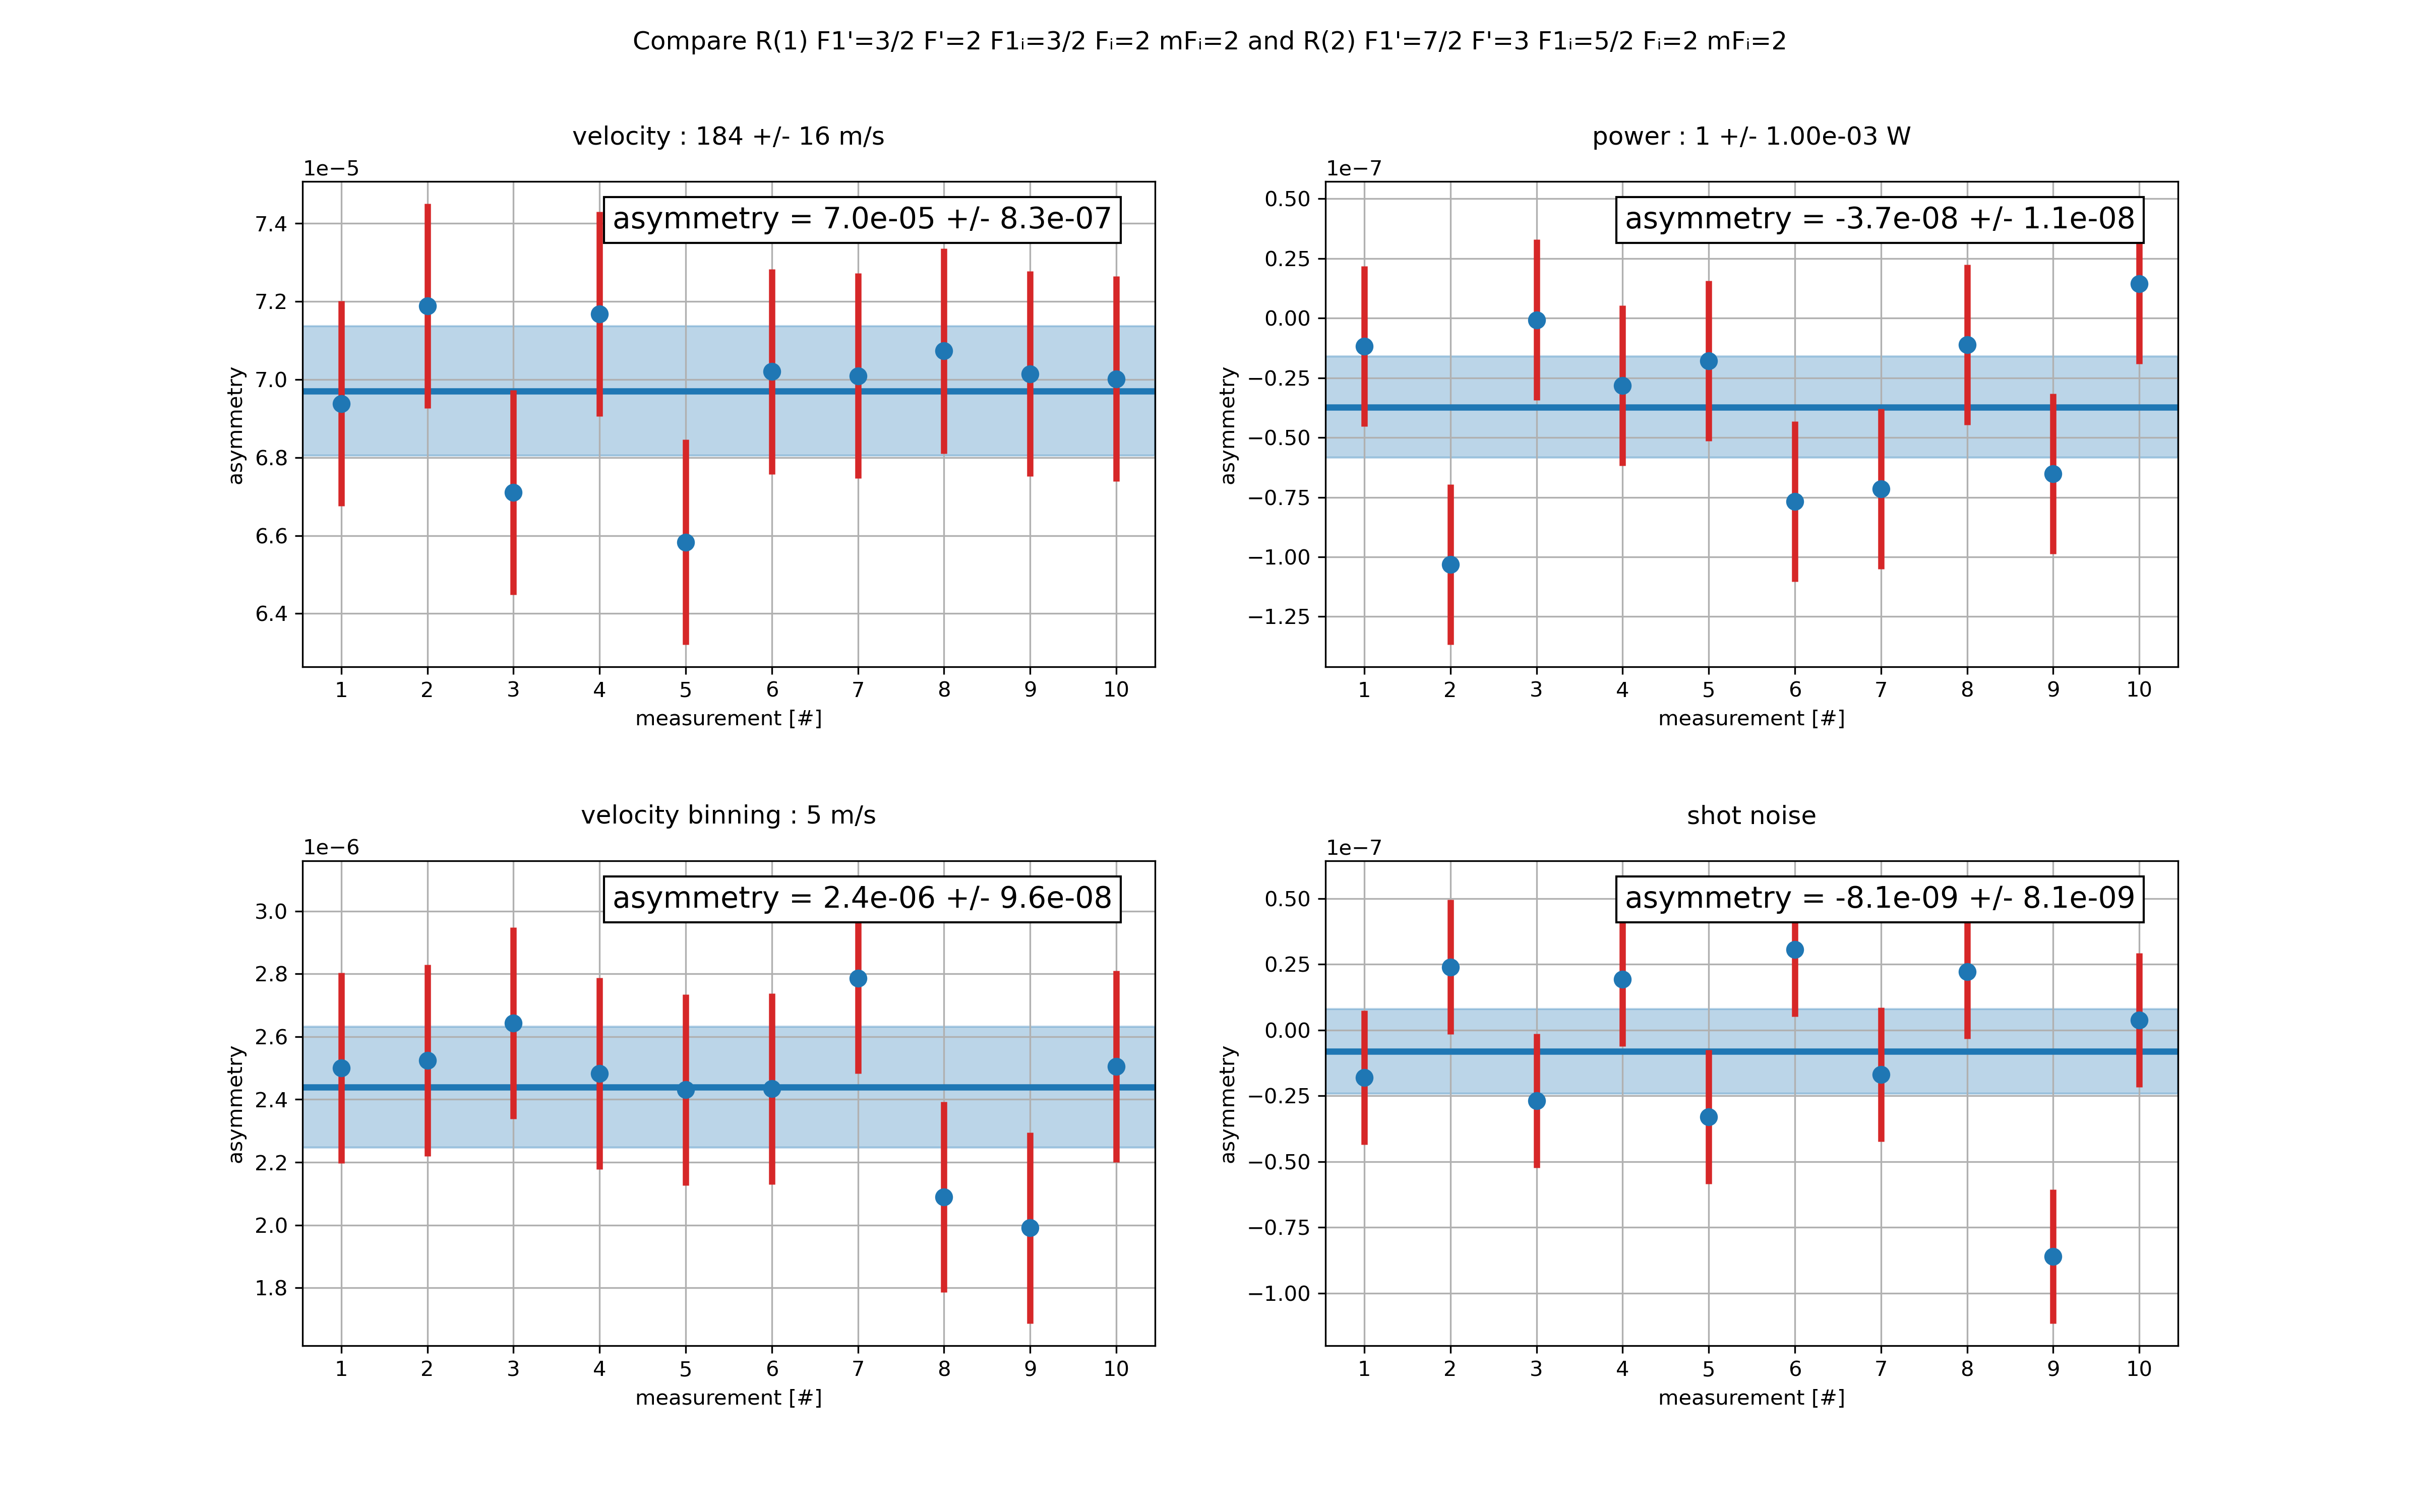 Compare R(1) F1'=3/2 F'=2 F1ᵢ=3/2 Fᵢ=2 mFᵢ=2 and R(2) F1'=7/2 F'=3 F1ᵢ=5/2 Fᵢ=2 mFᵢ=2
velocity : 184 +/- 16 m/s
1e−5
asymmetry = 7.0e-05 +/- 8.3e-07
7.4
7.2
7.0
6.8
6.6
6.4
asymmetry
1 2 3 4 5 6 7 8 9 10
measurement [#]
power : 1 +/- 1.00e-03 W
1e−7
asymmetry = -3.7e-08 +/- 1.1e-08
0.50
0.25
0.00
−0.25
−0.50
−0.75
−1.00
−1.25
asymmetry
1 2 3 4 5 6 7 8 9 10
measurement [#]
velocity binning : 5 m/s
1e−6
asymmetry = 2.4e-06 +/- 9.6e-08
3.0
2.8
2.6
2.4
2.2
2.0
1.8
asymmetry
1 2 3 4 5 6 7 8 9 10
measurement [#]
shot noise
1e−7
asymmetry = -8.1e-09 +/- 8.1e-09
0.50
0.25
0.00
−0.25
−0.50
−0.75
−1.00
asymmetry
1 2 3 4 5 6 7 8 9 10
measurement [#]